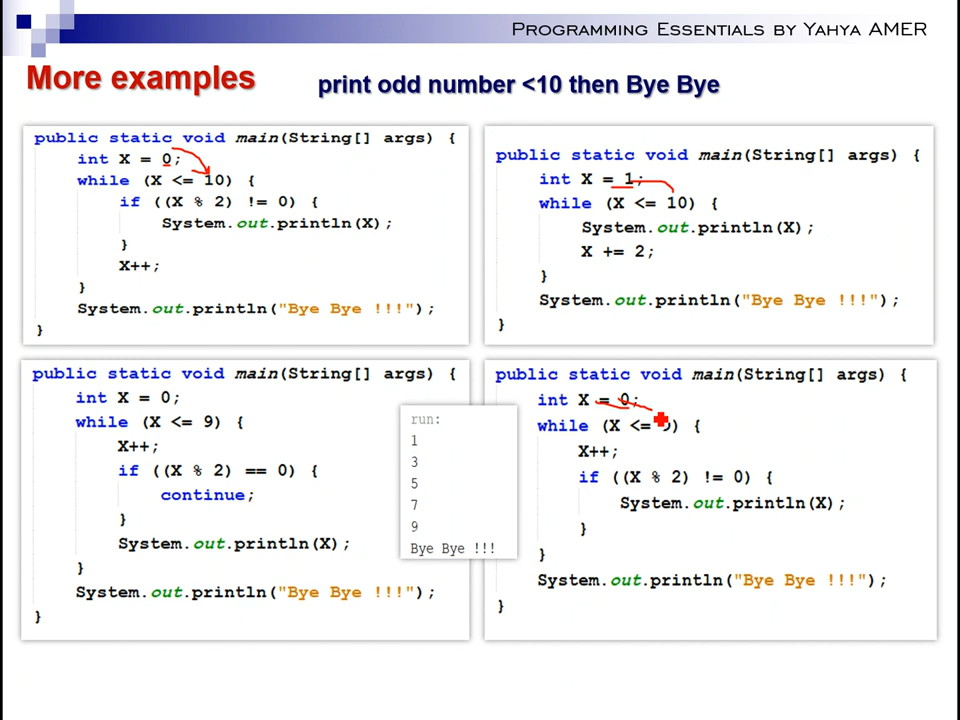 Programming Essentials by Yahya AMER
More examples
print odd number <10 then Bye Bye
public static void main(String[] args) {
int X = 0;
while (X <= 10) {
if ((X % 2) != 0) {
System.out.println(X);
}
X++;
}
System.out.println("Bye Bye !!!");
}
public static void main(String[] args) {
int X = 1;
while (X <= 10) {
System.out.println(X);
X += 2;
}
System.out.println("Bye Bye !!!");
}
public static void main(String[] args) {
int X = 0;
while (X <= 9) {
X++;
if ((X % 2) == 0) {
continue;
}
System.out.println(X);
}
System.out.println("Bye Bye !!!");
}
run:
1
3
5
7
9
Bye Bye !!!
public static void main(String[] args) {
int X = 0;
while (X <= ) {
X++;
if ((X % 2) != 0) {
System.out.println(X);
}
}
System.out.println("Bye Bye !!!");
}